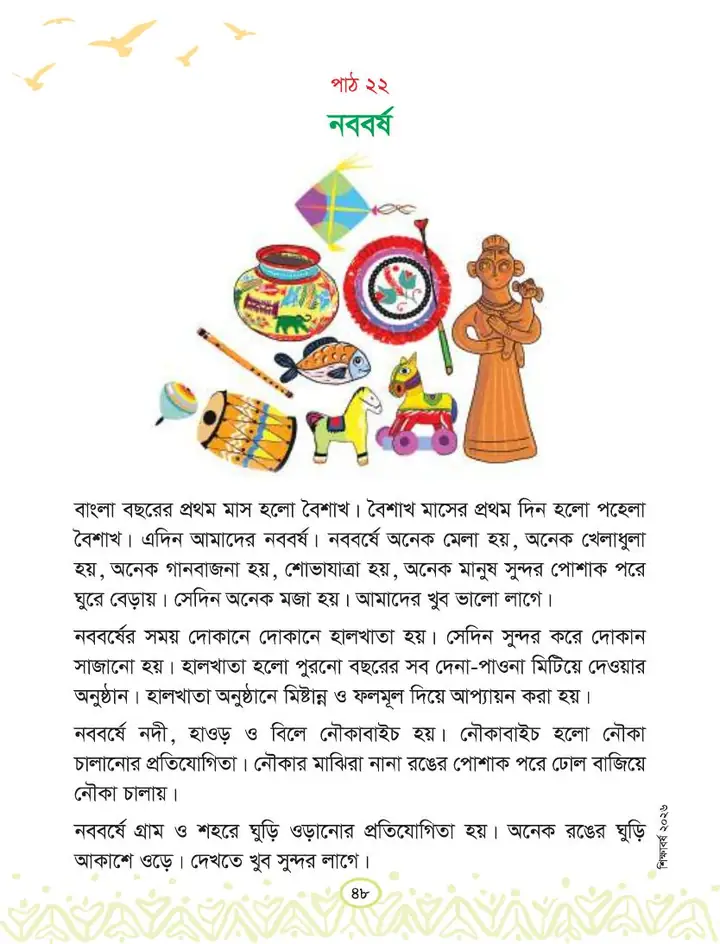 পাঠ ২২
নববর্ষ
বাংলা বছরের প্রথম মাস হলো বৈশাখ। বৈশাখ মাসের প্রথম দিন হলো পহেলা
বৈশাখ। এদিন আমাদের নববর্ষ। নববর্ষে অনেক মেলা হয়, অনেক খেলাধুলা
হয়, অনেক গানবাজনা হয়, শোভাযাত্রা হয়, অনেক মানুষ সুন্দর পোশাক পরে
ঘুরে বেড়ায়। সেদিন অনেক মজা হয়। আমাদের খুব ভালো লাগে।
নববর্ষের সময় দোকানে দোকানে হালখাতা হয়। সেদিন সুন্দর করে দোকান
সাজানো হয়। হালখাতা হলো পুরনো বছরের সব দেনা-পাওনা মিটিয়ে দেওয়ার
অনুষ্ঠান। হালখাতা অনুষ্ঠানে মিষ্টান্ন ও ফলমূল দিয়ে আপ্যায়ন করা হয়।
নববর্ষে নদী, হাওড় ও বিলে নৌকাবাইচ হয়। নৌকাবাইচ হলো নৌকা
চালানোর প্রতিযোগিতা। নৌকার মাঝিরা নানা রঙের পোশাক পরে ঢোল বাজিয়ে
নৌকা চালায়।
নববর্ষে গ্রাম ও শহরে ঘুড়ি ওড়ানোর প্রতিযোগিতা হয়। অনেক রঙের ঘুড়ি
আকাশে ওড়ে। দেখতে খুব সুন্দর লাগে।
শিক্ষাবর্ষ ২০২৬
৪৮